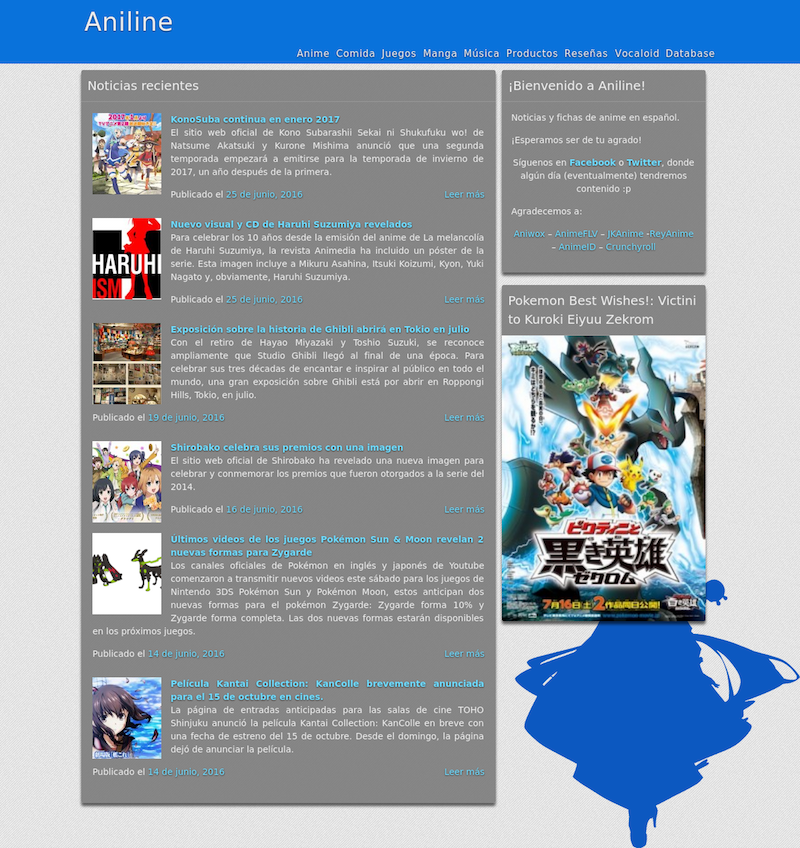 Aniline
Anime Comida Juegos Manga Música Productos Reseñas Vocaloid Database
Noticias recientes
KonoSuba continua en enero 2017
El sitio web oficial de Kono Subarashii Sekai ni Shukufuku wo! de
Natsume Akatsuki y Kurone Mishima anunció que una segunda
temporada empezará a emitirse para la temporada de invierno de
2017, un año después de la primera.
Publicado el 25 de junio, 2016 Leer más
Nuevo visual y CD de Haruhi Suzumiya revelados
Para celebrar los 10 años desde la emisión del anime de La melancolía
de Haruhi Suzumiya, la revista Animedia ha incluido un póster de la
serie. Esta imagen incluye a Mikuru Asahina, Itsuki Koizumi, Kyon, Yuki
Nagato y, obviamente, Haruhi Suzumiya.
HARUHI
ISM
Publicado el 25 de junio, 2016 Leer más
Exposición sobre la historia de Ghibli abrirá en Tokio en julio
Con el retiro de Hayao Miyazaki y Toshio Suzuki, se reconoce
ampliamente que Studio Ghibli llegó al final de una época. Para
celebrar sus tres décadas de encantar e inspirar al público en todo el
mundo, una gran exposición sobre Ghibli está por abrir en Roppongi
Hills, Tokio, en julio.
Publicado el 19 de junio, 2016 Leer más
Shirobako celebra sus premios con una imagen
El sitio web oficial de Shirobako ha revelado una nueva imagen para
celebrar y conmemorar los premios que fueron otorgados a la serie del
2014.
Publicado el 16 de junio, 2016 Leer más
Últimos videos de los juegos Pokémon Sun & Moon revelan 2
nuevas formas para Zygarde
Los canales oficiales de Pokémon en inglés y japonés de Youtube
comenzaron a transmitir nuevos videos este sábado para los juegos de
Nintendo 3DS Pokémon Sun y Pokémon Moon, estos anticipan dos
nuevas formas para el pokémon Zygarde: Zygarde forma 10% y
Zygarde forma completa. Las dos nuevas formas estarán disponibles
en los próximos juegos.
Publicado el 14 de junio, 2016 Leer más
Película Kantai Collection: KanColle brevemente anunciada
para el 15 de octubre en cines.
La página de entradas anticipadas para las salas de cine TOHO
Shinjuku anunció la película Kantai Collection: KanColle en breve con
una fecha de estreno del 15 de octubre. Desde el domingo, la página
dejó de anunciar la película.
Publicado el 14 de junio, 2016 Leer más
¡Bienvenido a Aniline!
Noticias y fichas de anime en español.
¡Esperamos ser de tu agrado!
Síguenos en Facebook o Twitter, donde
algún día (eventualmente) tendremos
contenido :p
Agradecemos a:
Aniwox – AnimeFLV – JKAnime -ReyAnime
– AnimeID – Crunchyroll
Pokemon Best Wishes!: Victini
to Kuroki Eiyuu Zekrom
ビクティニと
黒き英雄
ゼクロム
7月16日土 2作品同日公開!